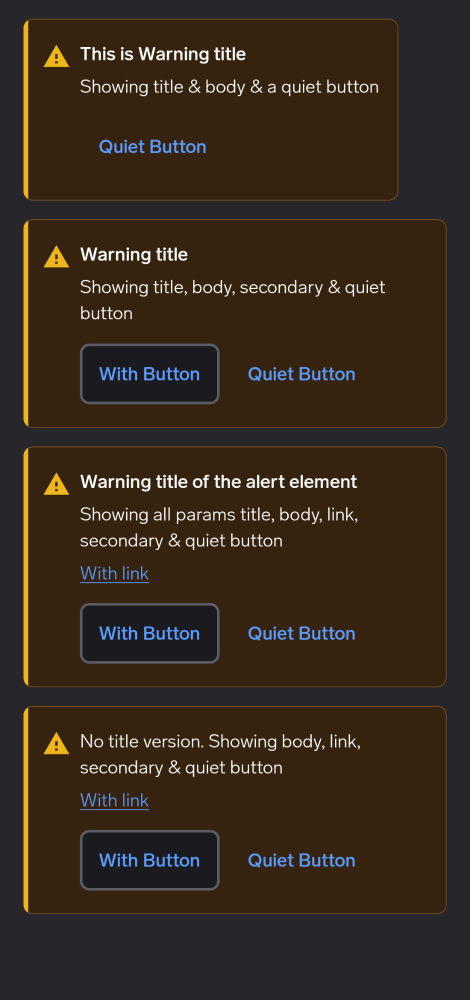 This is Warning title
Showing title & body & a quiet button
Quiet Button
Warning title
Showing title, body, secondary & quiet
button
With Button
Quiet Button
Warning title of the alert element
Showing all params title, body, link,
secondary & quiet button
With link
With Button
Quiet Button
No title version. Showing body, link,
secondary & quiet button
With link
With Button
Quiet Button